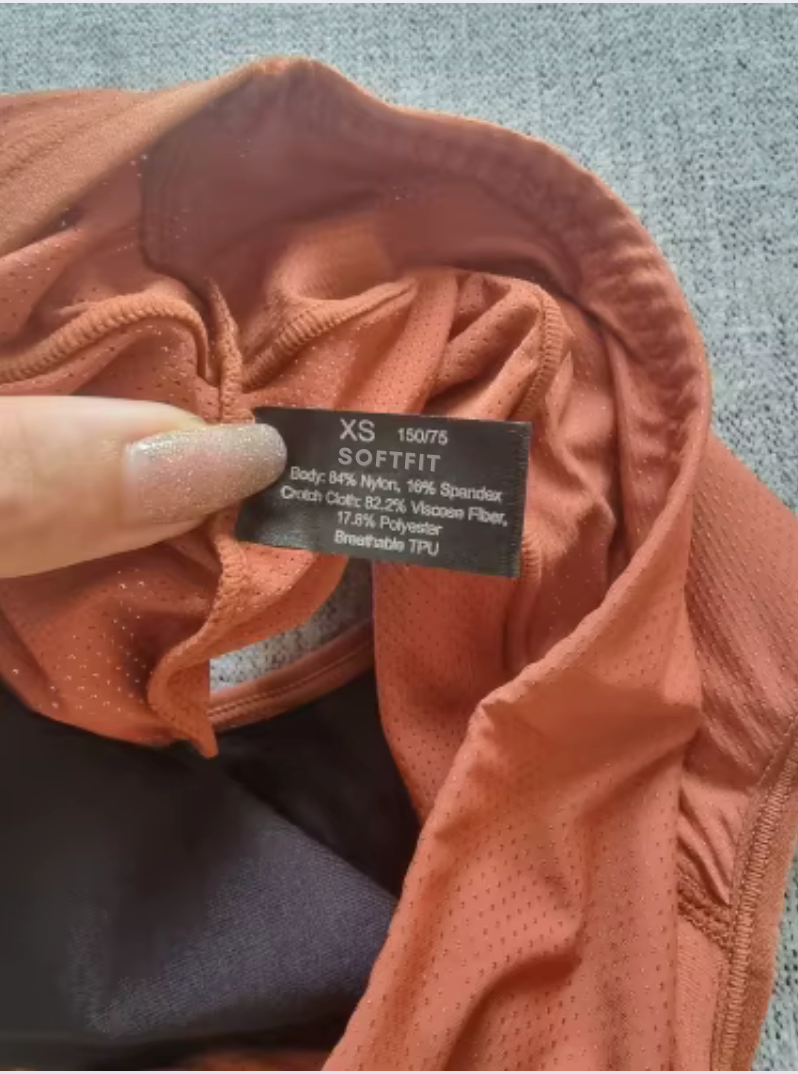 XS 150/75
SOFTFIT
Body: 84% Nylon, 16% Spandex
Crotch Cloth: 82.2% Viscose Fiber,
17.8% Polyester
Breathable TPU